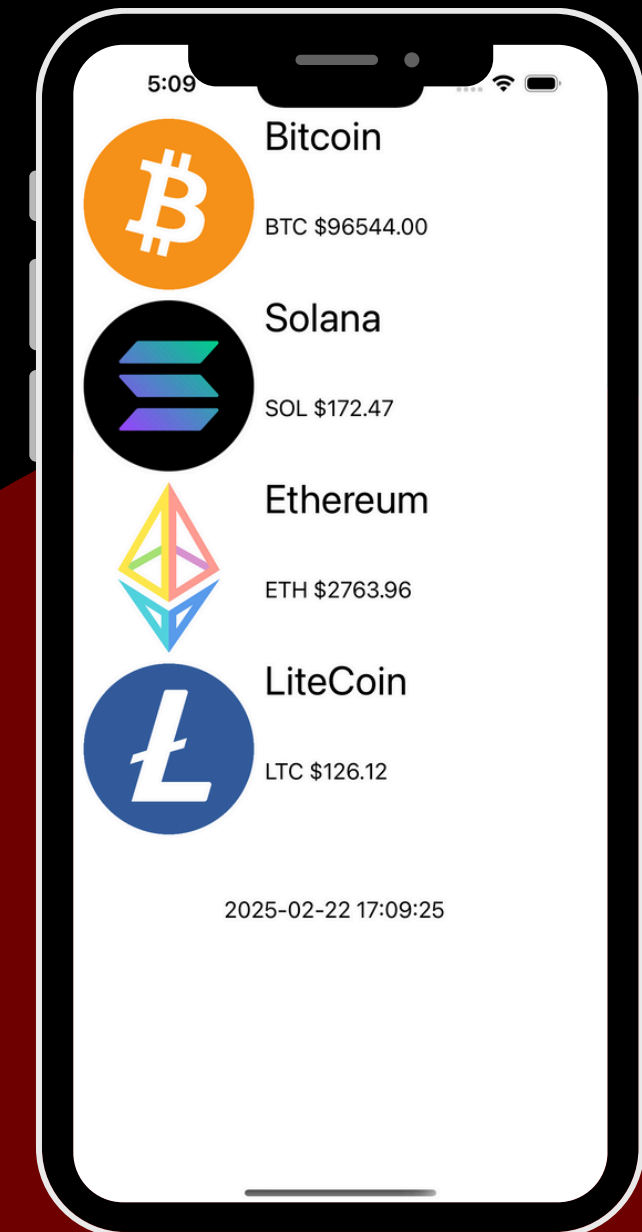 5:09
Bitcoin
BTC $96544.00
Solana
SOL $172.47
Ethereum
ETH $2763.96
LiteCoin
LTC $126.12
2025-02-22 17:09:25